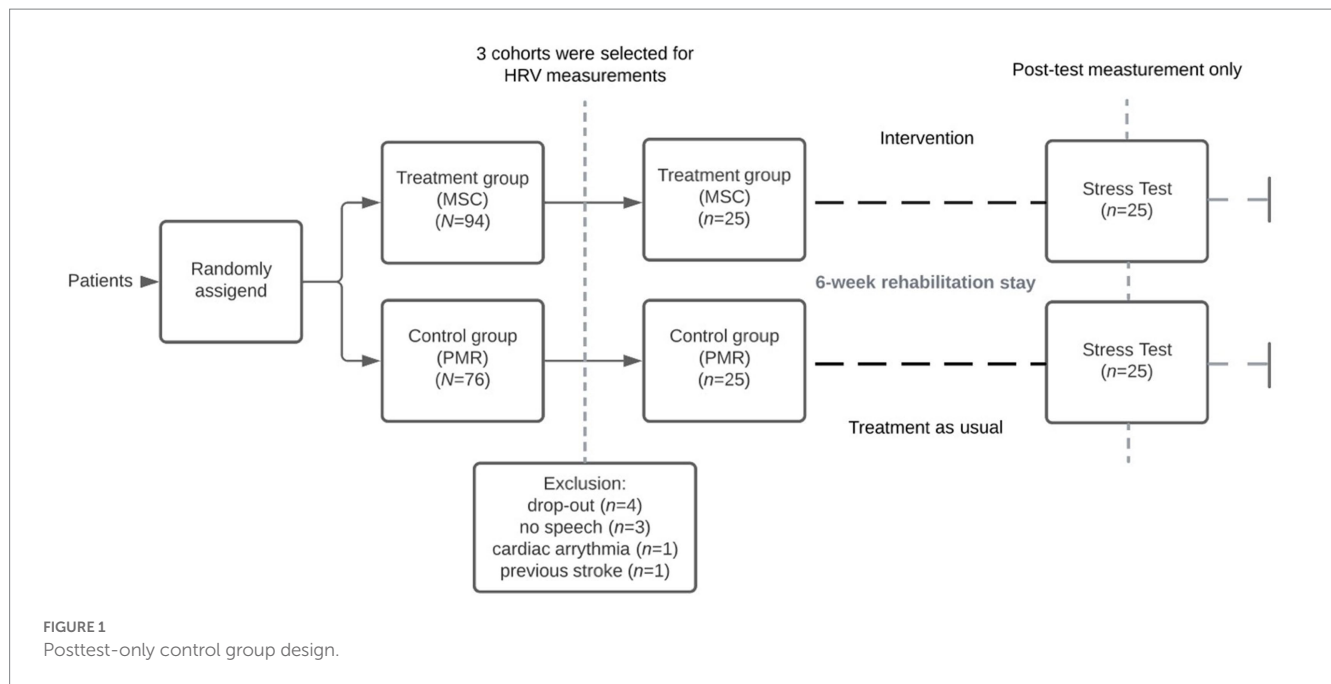 3 cohorts were selected for
HRV measurements
Post-test measturement only
Patients
Randomly
assigend
Treatment group
(MSC)
(N=94)
Treatment group
(MSC)
(n=25)
Intervention
Stress Test
(n=25)
6-week rehabilitation stay
Control group
(PMR)
(N=76)
Control group
(PMR)
(n=25)
Treatment as usual
Stress Test
(n=25)
Exclusion:
drop-out (n=4)
no speech (n=3)
cardiac arrythmia (n=1)
previous stroke (n=1)
FIGURE 1
Posttest-only control group design.